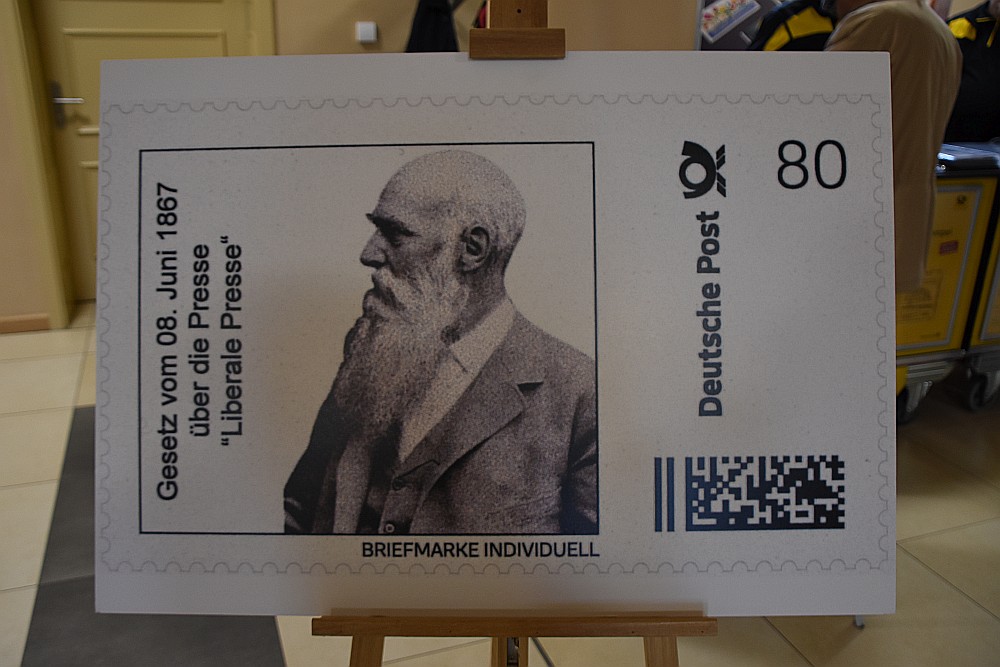 Gesetz vom 08. Juni 1867
über die Presse
“Liberale Presse“
BRIEFMARKE INDIVIDUELL
Deutsche Post
80